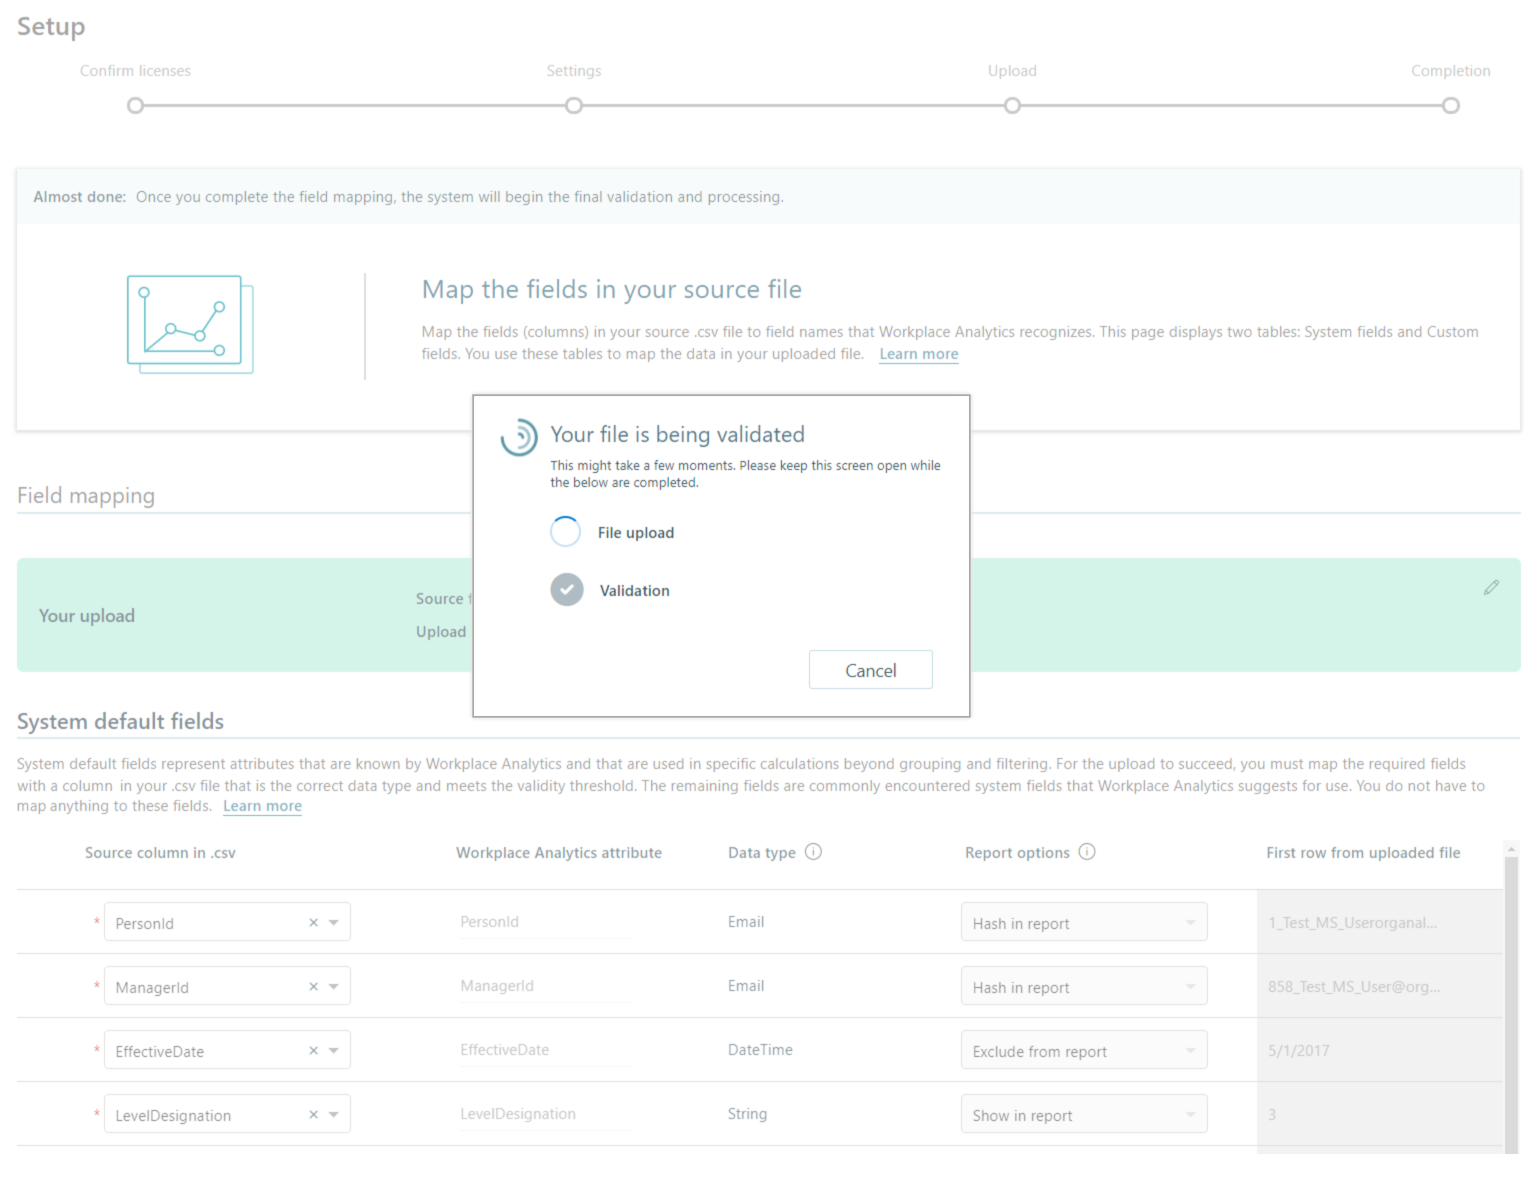 Setup
Confirm licenses
Settings
Upload
Completion
Almost done: Once you complete the field mapping, the system will begin the final validation and processing.
Map the fields in your source file
Map the fields (columns) in your source .csv file to field names that Workplace Analytics recognizes. This page displays two tables: System fields and Custom
fields. You use these tables to map the data in your uploaded file. Learn more
Your file is being validated
This might take a few moments. Please keep this screen open while
the below are completed.
File upload
Validation
Cancel
Field mapping
Your upload
Source
Upload
System default fields
System default fields represent attributes that are known by Workplace Analytics and that are used in specific calculations beyond grouping and filtering. For the upload to succeed, you must map the required fields
with a column in your .csv file that is the correct data type and meets the validity threshold. The remaining fields are commonly encountered system fields that Workplace Analytics suggests for use. You do not have to
map anything to these fields. Learn more
Source column in .csv Workplace Analytics attribute Data type Report options First row from uploaded file
* PersonId PersonId Email Hash in report 1_Test_MS_Userorganal...
* ManagerId ManagerId Email Hash in report 858_Test_MS_User@org...
* EffectiveDate EffectiveDate DateTime Exclude from report 5/1/2017
* LevelDesignation LevelDesignation String Show in report 3